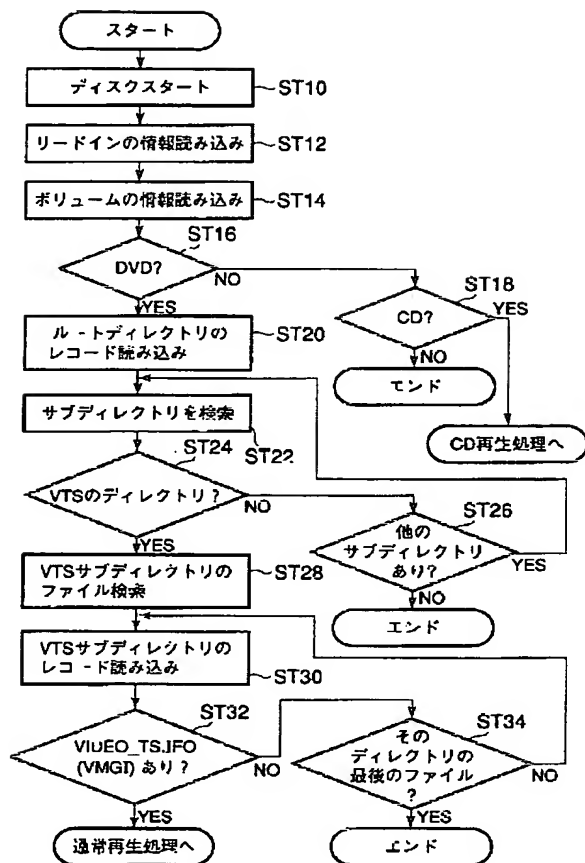 スタート
ディスクスタート
ST10
リードインの情報読み込み
ST12
ボリュームの情報読み込み
ST14
ST16
DVD?
NO
YES
ST18
CD?
YES
NO
エンド
CD再生処理へ
ルートディレクトリの
レコード読み込み
ST20
サブディレクトリを検索
ST22
ST24
VTSのディレクトリ?
NO
YES
ST26
他の
サブディレクトリ
あり?
YES
NO
エンド
VTSサブディレクトリの
ファイル検索
ST28
VTSサブディレクトリの
レコード読み込み
ST30
ST32
VIDEO_TS.IFO
(VMGI) あり?
NO
YES
通常再生処理へ
ST34
その
ディレクトリの
最後のファイル
?
NO
YES
エンド